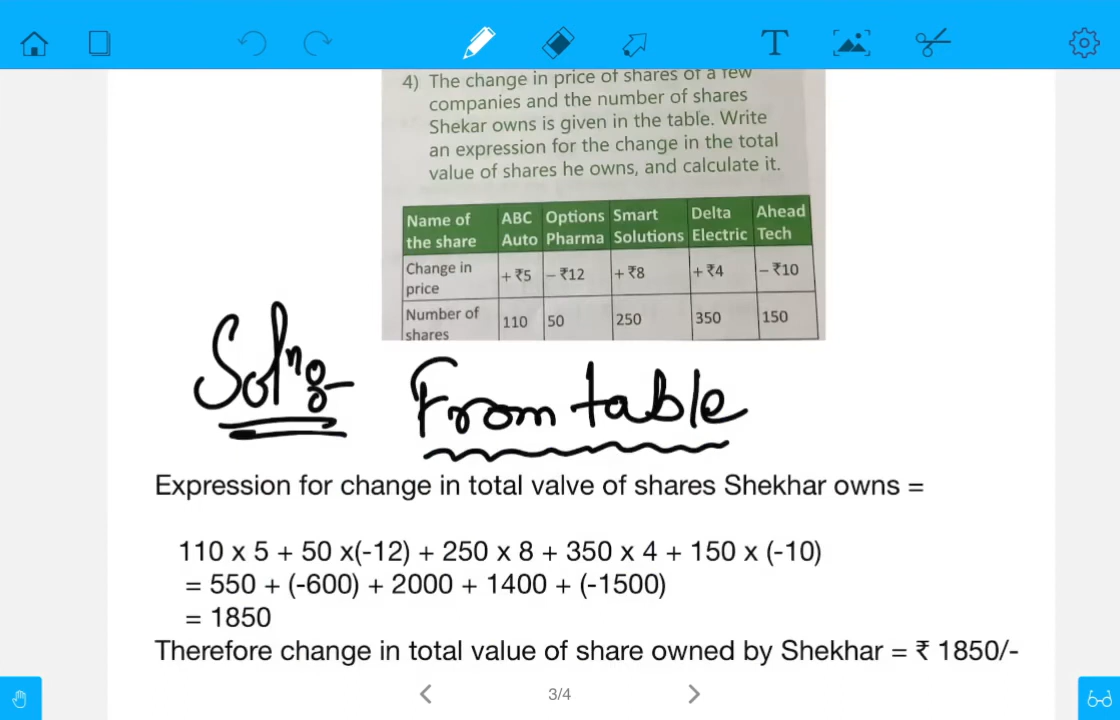 T
4) The change in price of shares of a few
companies and the number of shares
Shekar owns is given in the table. Write
an expression for the change in the total
value of shares he owns, and calculate it.
Name of the share ABC Auto Options Pharma Smart Solutions Delta Electric Ahead Tech
Change in price + ₹5 – ₹12 + ₹8 + ₹4 – ₹10
Number of shares 110 50 250 350 150
Solⁿg– From table
Expression for change in total valve of shares Shekhar owns =
110 x 5 + 50 x(-12) + 250 x 8 + 350 x 4 + 150 x (-10)
= 550 + (-600) + 2000 + 1400 + (-1500)
= 1850
Therefore change in total value of share owned by Shekhar = ₹ 1850/-
3/4